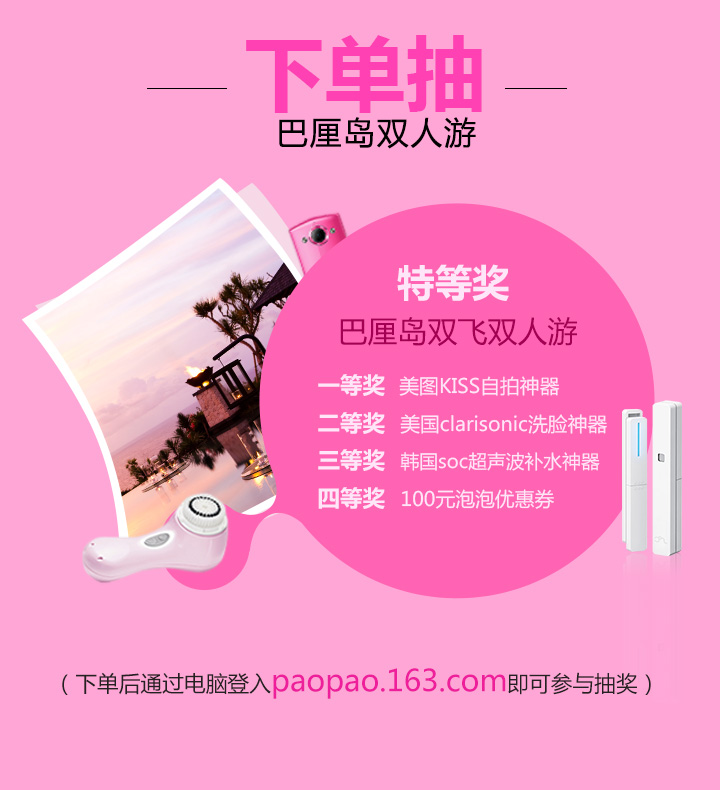 下单抽
巴厘岛双人游
特等奖
巴厘岛双飞双人游
一等奖 美图KISS自拍神器
二等奖 美国clarisonic洗脸神器
三等奖 韩国soc超声波补水神器
四等奖 100元泡泡优惠券
（下单后通过电脑登入paopao.163.com即可参与抽奖）